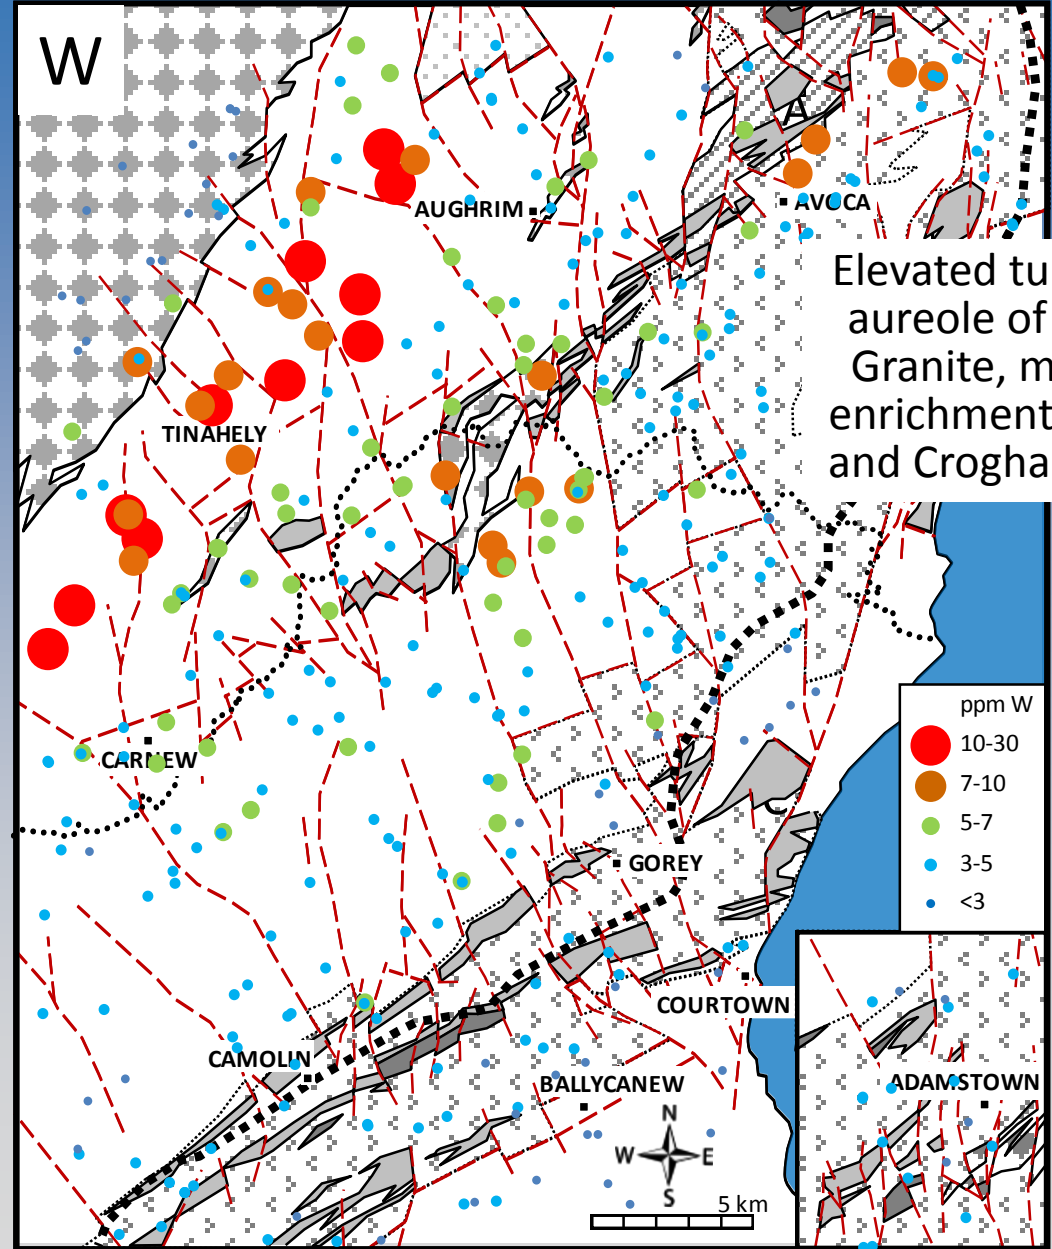 W
A
AUGHRIM
AVOCA
Elevated tu
aureole of
Granite, m
enrichment
and Crogha
TINAHELY
CARNEW
ppm W
10-30
7-10
5-7
3-5
<3
GOREY
COURTOWN
CAMOLIN
BALLYCANEW
ADAMSTOWN
N
W E
S
5 km